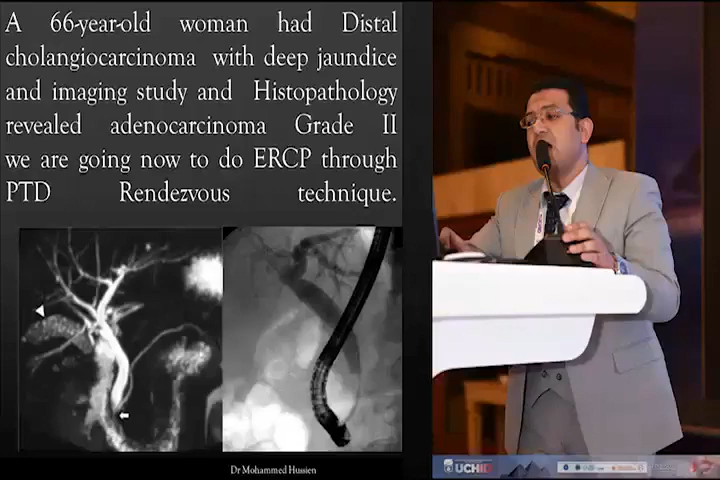 A 66-year-old woman had Distal
cholangiocarcinoma with deep jaundice
and imaging study and Histopathology
revealed adenocarcinoma Grade II
we are going now to do ERCP through
PTD Rendezvous technique.
Dr Mohammed Hussien
UCHID